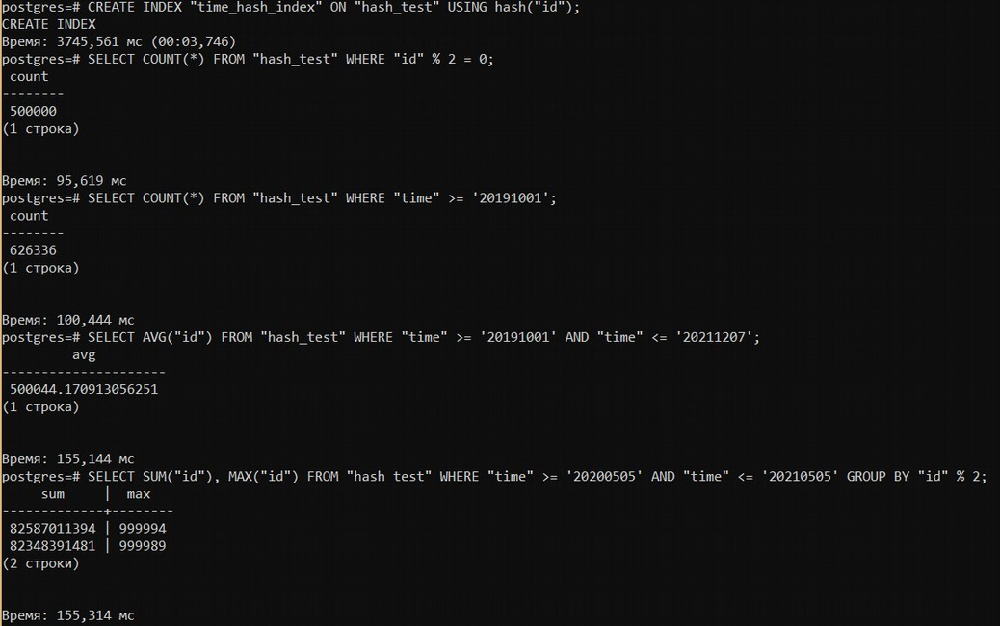 postgres=# CREATE INDEX "time_hash_index" ON "hash_test" USING hash("id");
CREATE INDEX
Время: 3745,561 мс (00:03,746)
postgres=# SELECT COUNT(*) FROM "hash_test" WHERE "id" % 2 = 0;
 count
--------
 500000
(1 строка)
Время: 95,619 мс
postgres=# SELECT COUNT(*) FROM "hash_test" WHERE "time" >= '20191001';
 count
--------
 626336
(1 строка)
Время: 100,444 мс
postgres=# SELECT AVG("id") FROM "hash_test" WHERE "time" >= '20191001' AND "time" <= '20211207';
         avg
---------------------
 500044.170913056251
(1 строка)
Время: 155,144 мс
postgres=# SELECT SUM("id"), MAX("id") FROM "hash_test" WHERE "time" >= '20200505' AND "time" <= '20210505' GROUP BY "id" % 2;
     sum     |  max
-------------+--------
 82587011394 | 999994
 82348391481 | 999989
(2 строки)
Время: 155,314 мс